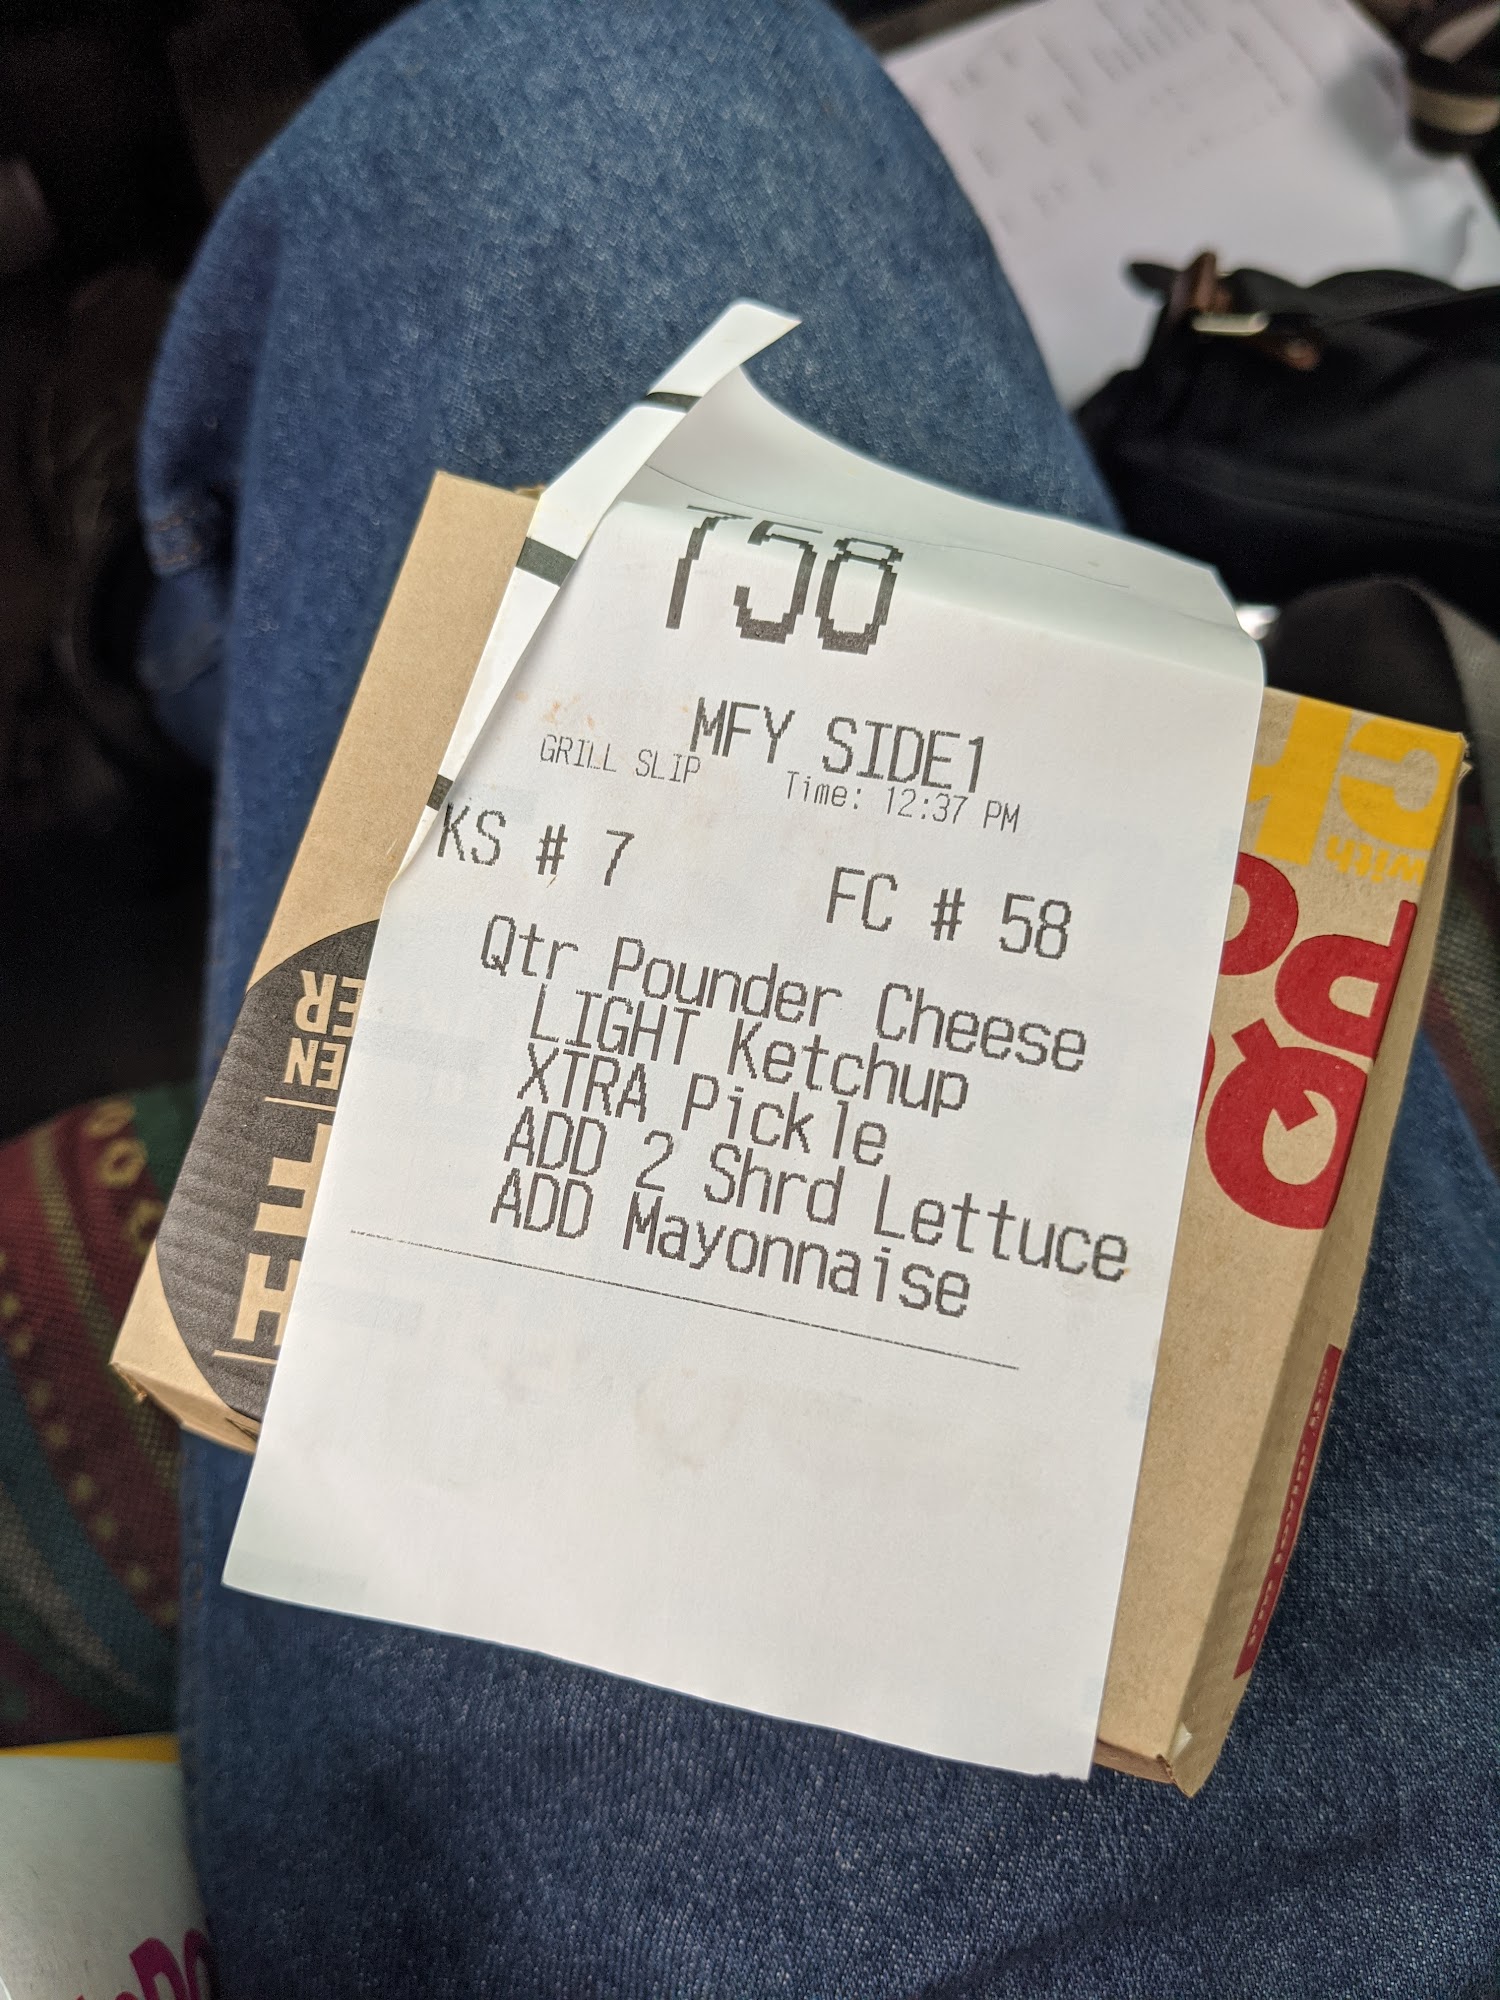 758
MFY SIDE1
GRILL SLIP Time: 12:37 PM
KS # 7 FC # 58
Qtr Pounder Cheese
LIGHT Ketchup
XTRA Pickle
ADD 2 Shrd Lettuce
ADD Mayonnaise
with